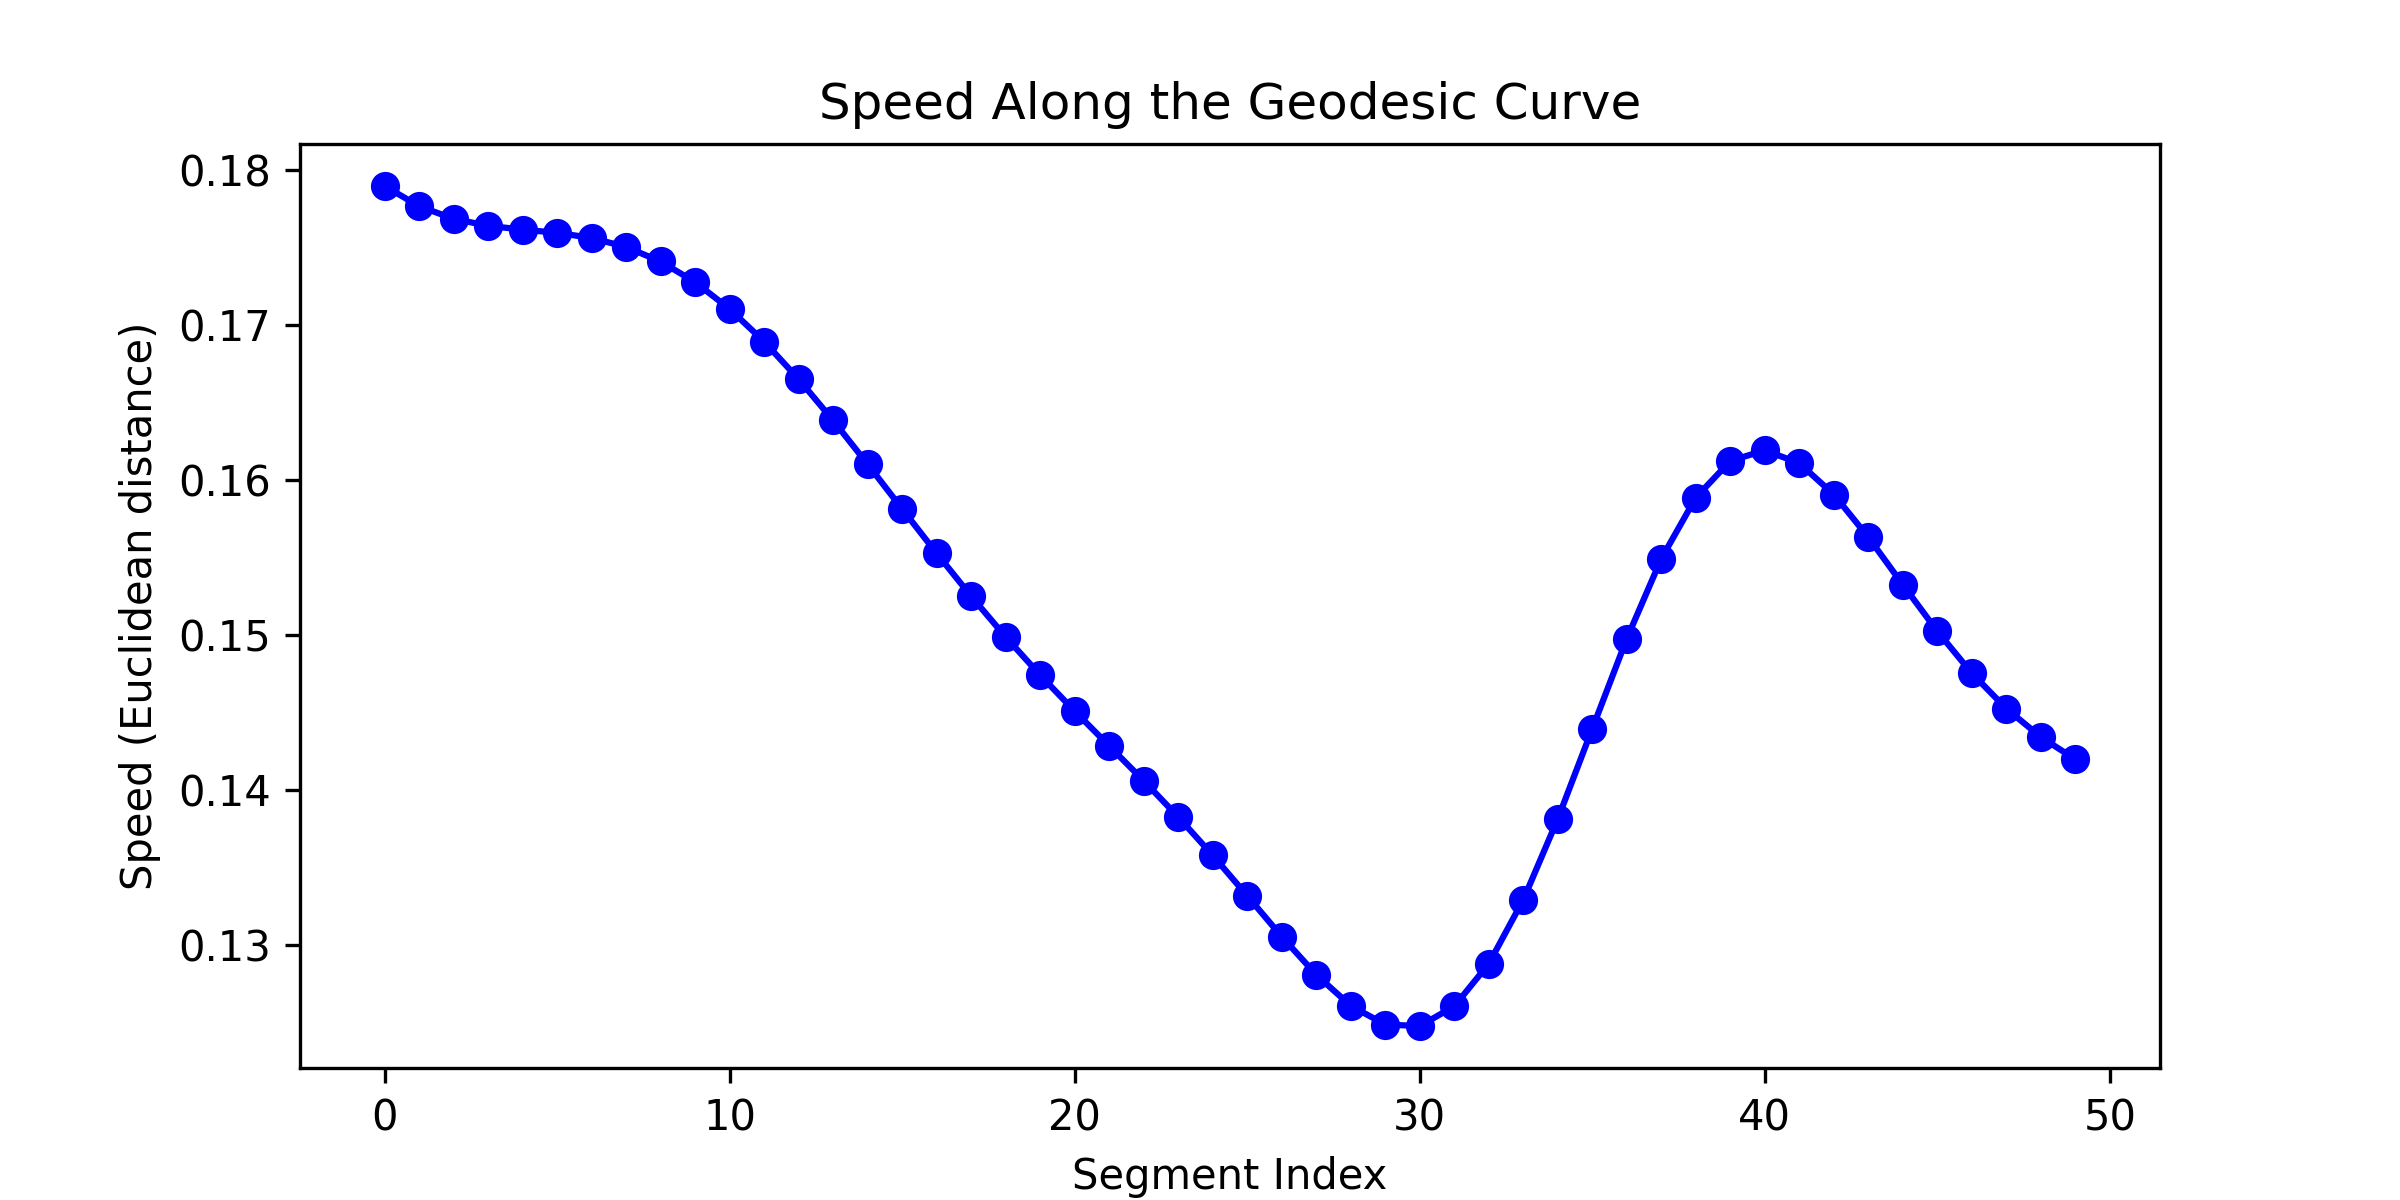 Speed Along the Geodesic Curve
0.18
0.17
0.16
0.15
0.14
0.13
Speed (Euclidean distance)
0 10 20 30 40 50
Segment Index